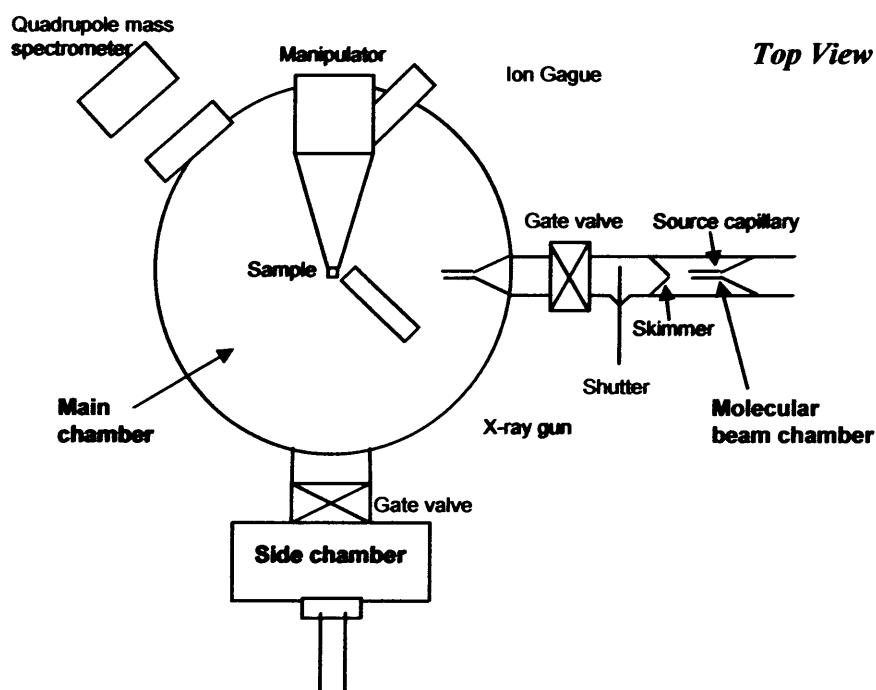 Quadrupole mass
spectrometer
Manipulator
Ion Gague
Top View
Gate valve
Source capillary
Sample
Skimmer
Shutter
Main
chamber
X-ray gun
Molecular
beam chamber
Gate valve
Side chamber